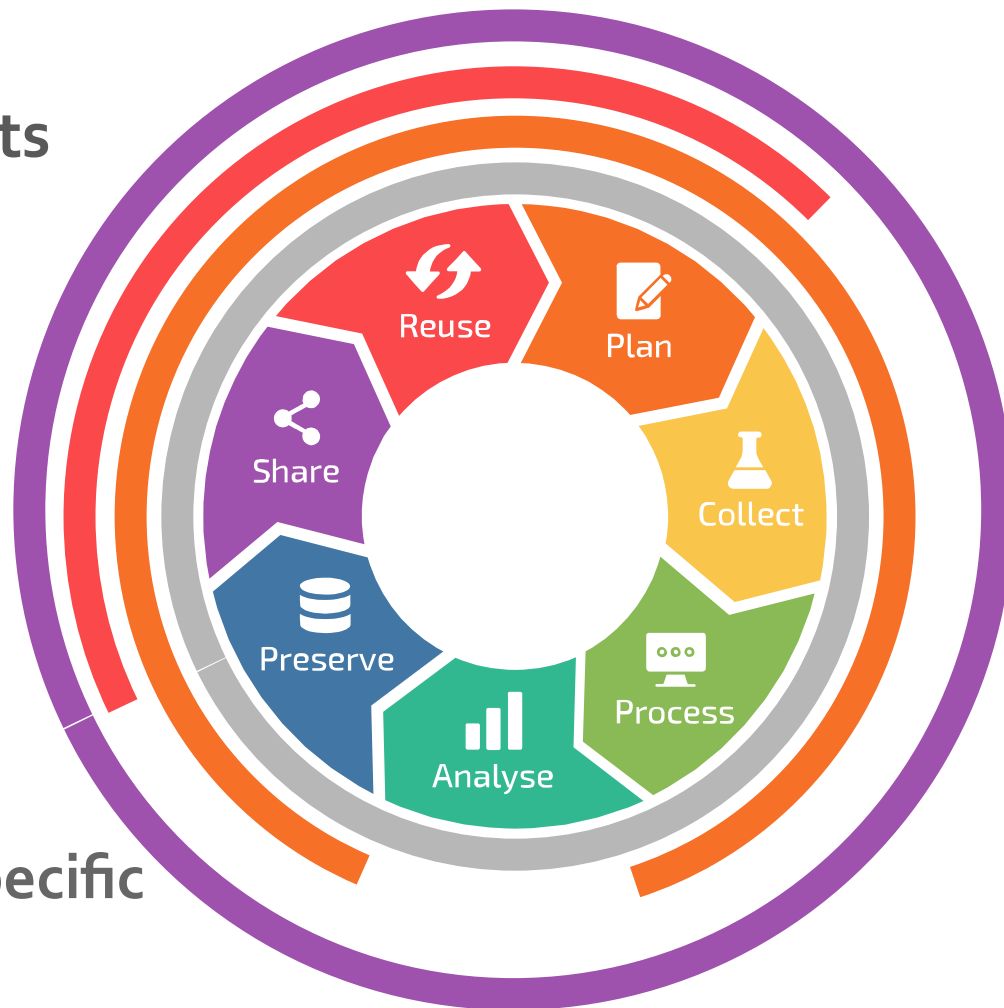 ts
Reuse
Plan
Share
Collect
Preserve
Process
Analyse
ecific